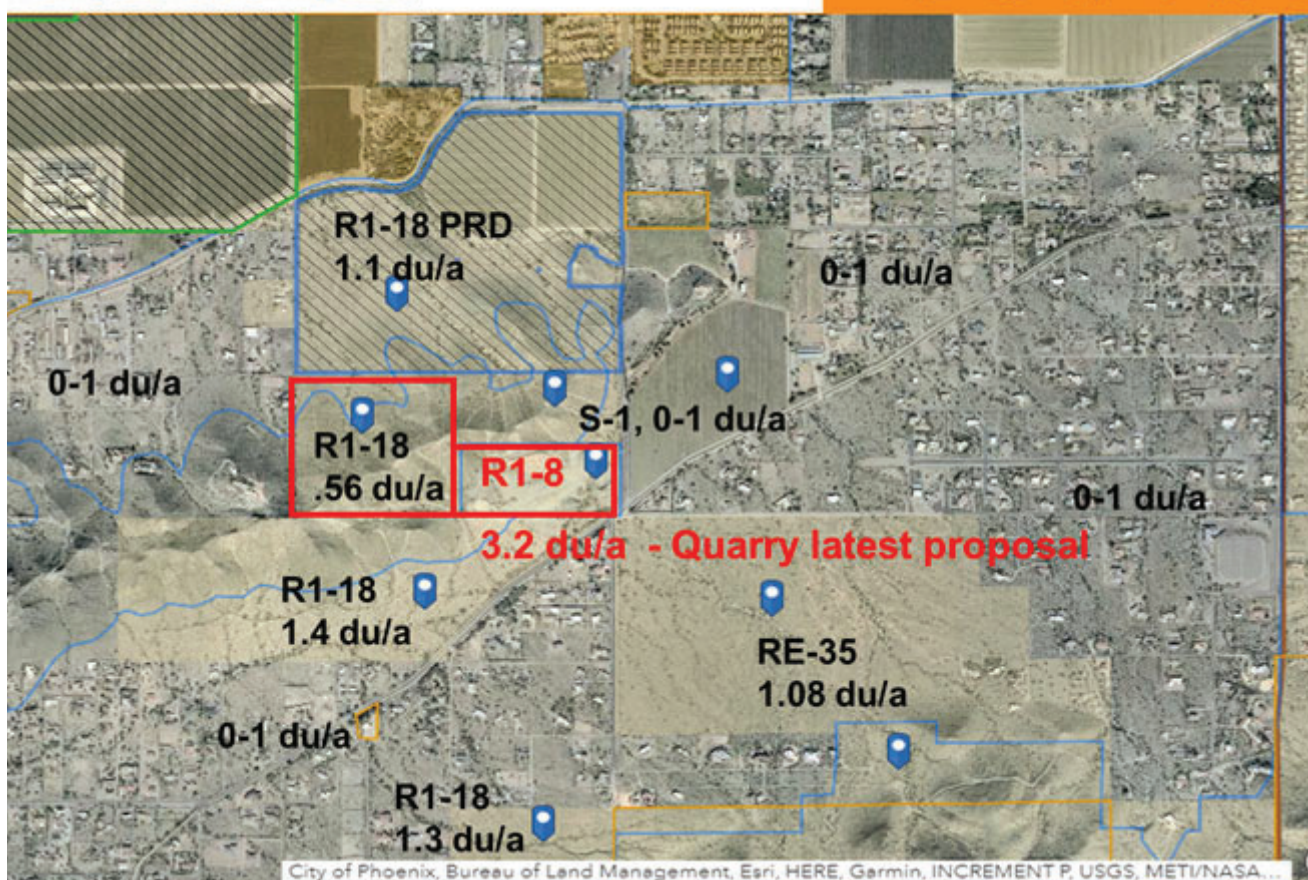 R1-18 PRD
1.1 du/a
0-1 du/a
0-1 du/a
S-1, 0-1 du/a
R1-18
.56 du/a
R1-8
0-1 du/a
3.2 du/a - Quarry latest proposal
R1-18
1.4 du/a
RE-35
1.08 du/a
0-1 du/a
R1-18
1.3 du/a
City of Phoenix, Bureau of Land Management, Esri, HERE, Garmin, INCREMENT P, USGS, METI/NASA...